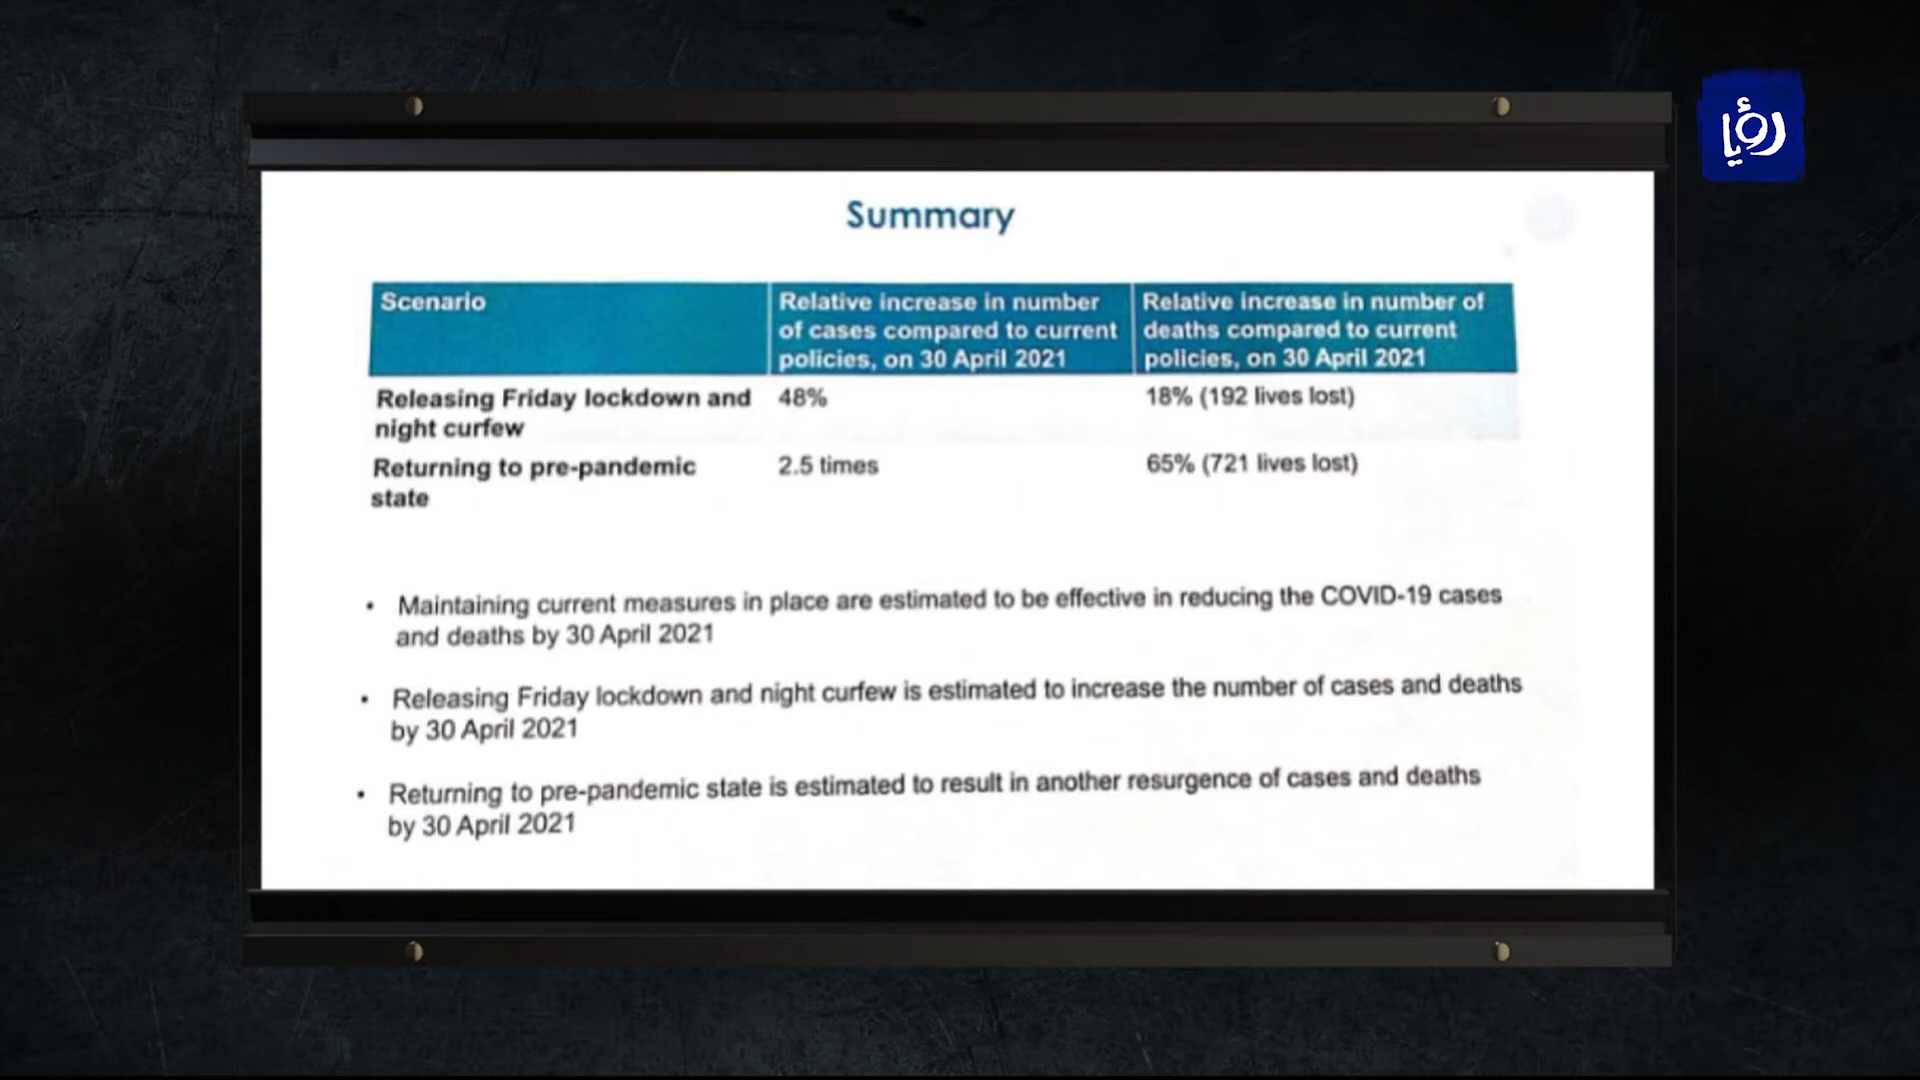 رؤيا
Summary
Scenario
Relative increase in number
of cases compared to current
policies, on 30 April 2021
Relative increase in number of
deaths compared to current
policies, on 30 April 2021
Releasing Friday lockdown and
night curfew
48%
18% (192 lives lost)
Returning to pre-pandemic
state
2.5 times
65% (721 lives lost)
• Maintaining current measures in place are estimated to be effective in reducing the COVID-19 cases
and deaths by 30 April 2021
• Releasing Friday lockdown and night curfew is estimated to increase the number of cases and deaths
by 30 April 2021
• Returning to pre-pandemic state is estimated to result in another resurgence of cases and deaths
by 30 April 2021